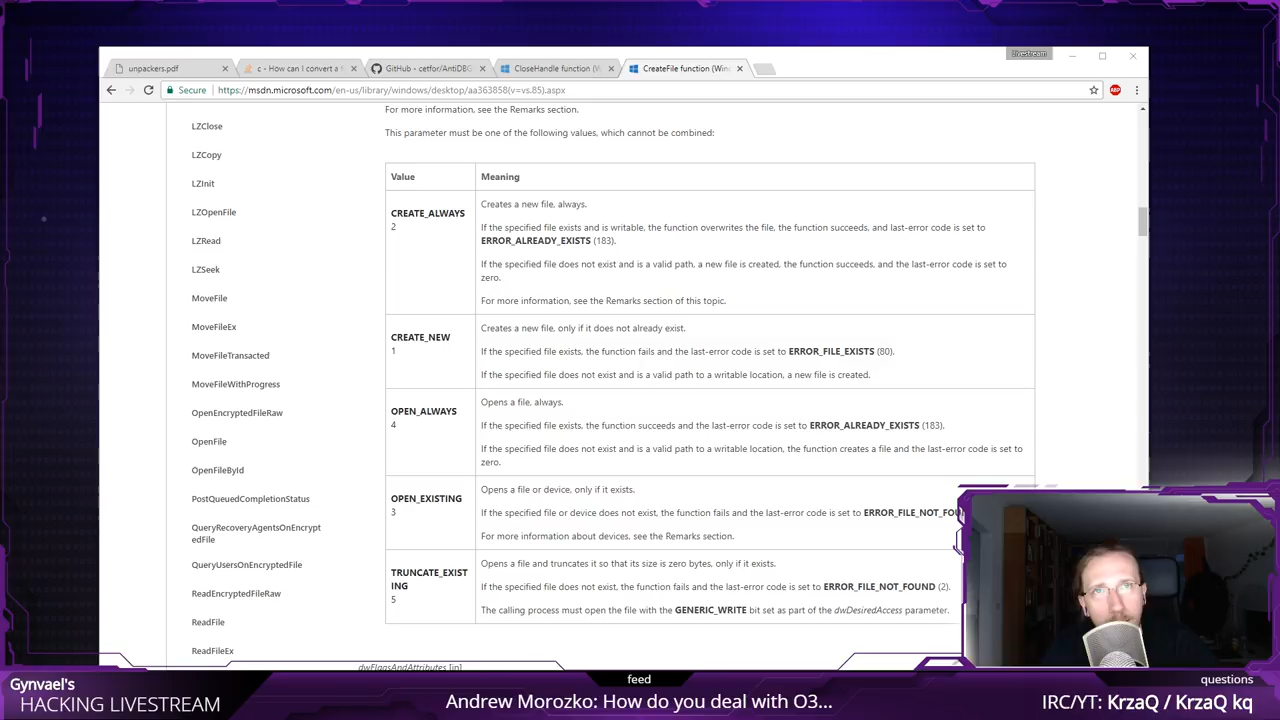 Livestream
unpackers.pdf
c - How can I convert a f
GitHub - cetfor/AntiDBG
CloseHandle function (W
CreateFile function (Win
Secure
https://msdn.microsoft.com/en-us/library/windows/desktop/aa363858(v=vs.85).aspx
ABP
For more information, see the Remarks section.
This parameter must be one of the following values, which cannot be combined:
LZClose
LZCopy
LZInit
LZOpenFile
LZRead
LZSeek
MoveFile
MoveFileEx
MoveFileTransacted
MoveFileWithProgress
OpenEncryptedFileRaw
OpenFile
OpenFileById
PostQueuedCompletionStatus
QueryRecoveryAgentsOnEncrypt
edFile
QueryUsersOnEncryptedFile
ReadEncryptedFileRaw
ReadFile
ReadFileEx
Value
Meaning
CREATE_ALWAYS
2
Creates a new file, always.
If the specified file exists and is writable, the function overwrites the file, the function succeeds, and last-error code is set to
ERROR_ALREADY_EXISTS (183).
If the specified file does not exist and is a valid path, a new file is created, the function succeeds, and the last-error code is set to
zero.
For more information, see the Remarks section of this topic.
CREATE_NEW
1
Creates a new file, only if it does not already exist.
If the specified file exists, the function fails and the last-error code is set to ERROR_FILE_EXISTS (80).
If the specified file does not exist and is a valid path to a writable location, a new file is created.
OPEN_ALWAYS
4
Opens a file, always.
If the specified file exists, the function succeeds and the last-error code is set to ERROR_ALREADY_EXISTS (183).
If the specified file does not exist and is a valid path to a writable location, the function creates a file and the last-error code is set to
zero.
OPEN_EXISTING
3
Opens a file or device, only if it exists.
If the specified file or device does not exist, the function fails and the last-error code is set to ERROR_FILE_NOT_FOU
For more information about devices, see the Remarks section.
TRUNCATE_EXIST
ING
5
Opens a file and truncates it so that its size is zero bytes, only if it exists.
If the specified file does not exist, the function fails and the last-error code is set to ERROR_FILE_NOT_FOUND (2).
The calling process must open the file with the GENERIC_WRITE bit set as part of the dwDesiredAccess parameter.
dwFlagsAndAttributes [in]
Gynvael's
HACKING LIVESTREAM
feed
Andrew Morozko: How do you deal with O3...
questions
IRC/YT: KrzaQ / KrzaQ kq